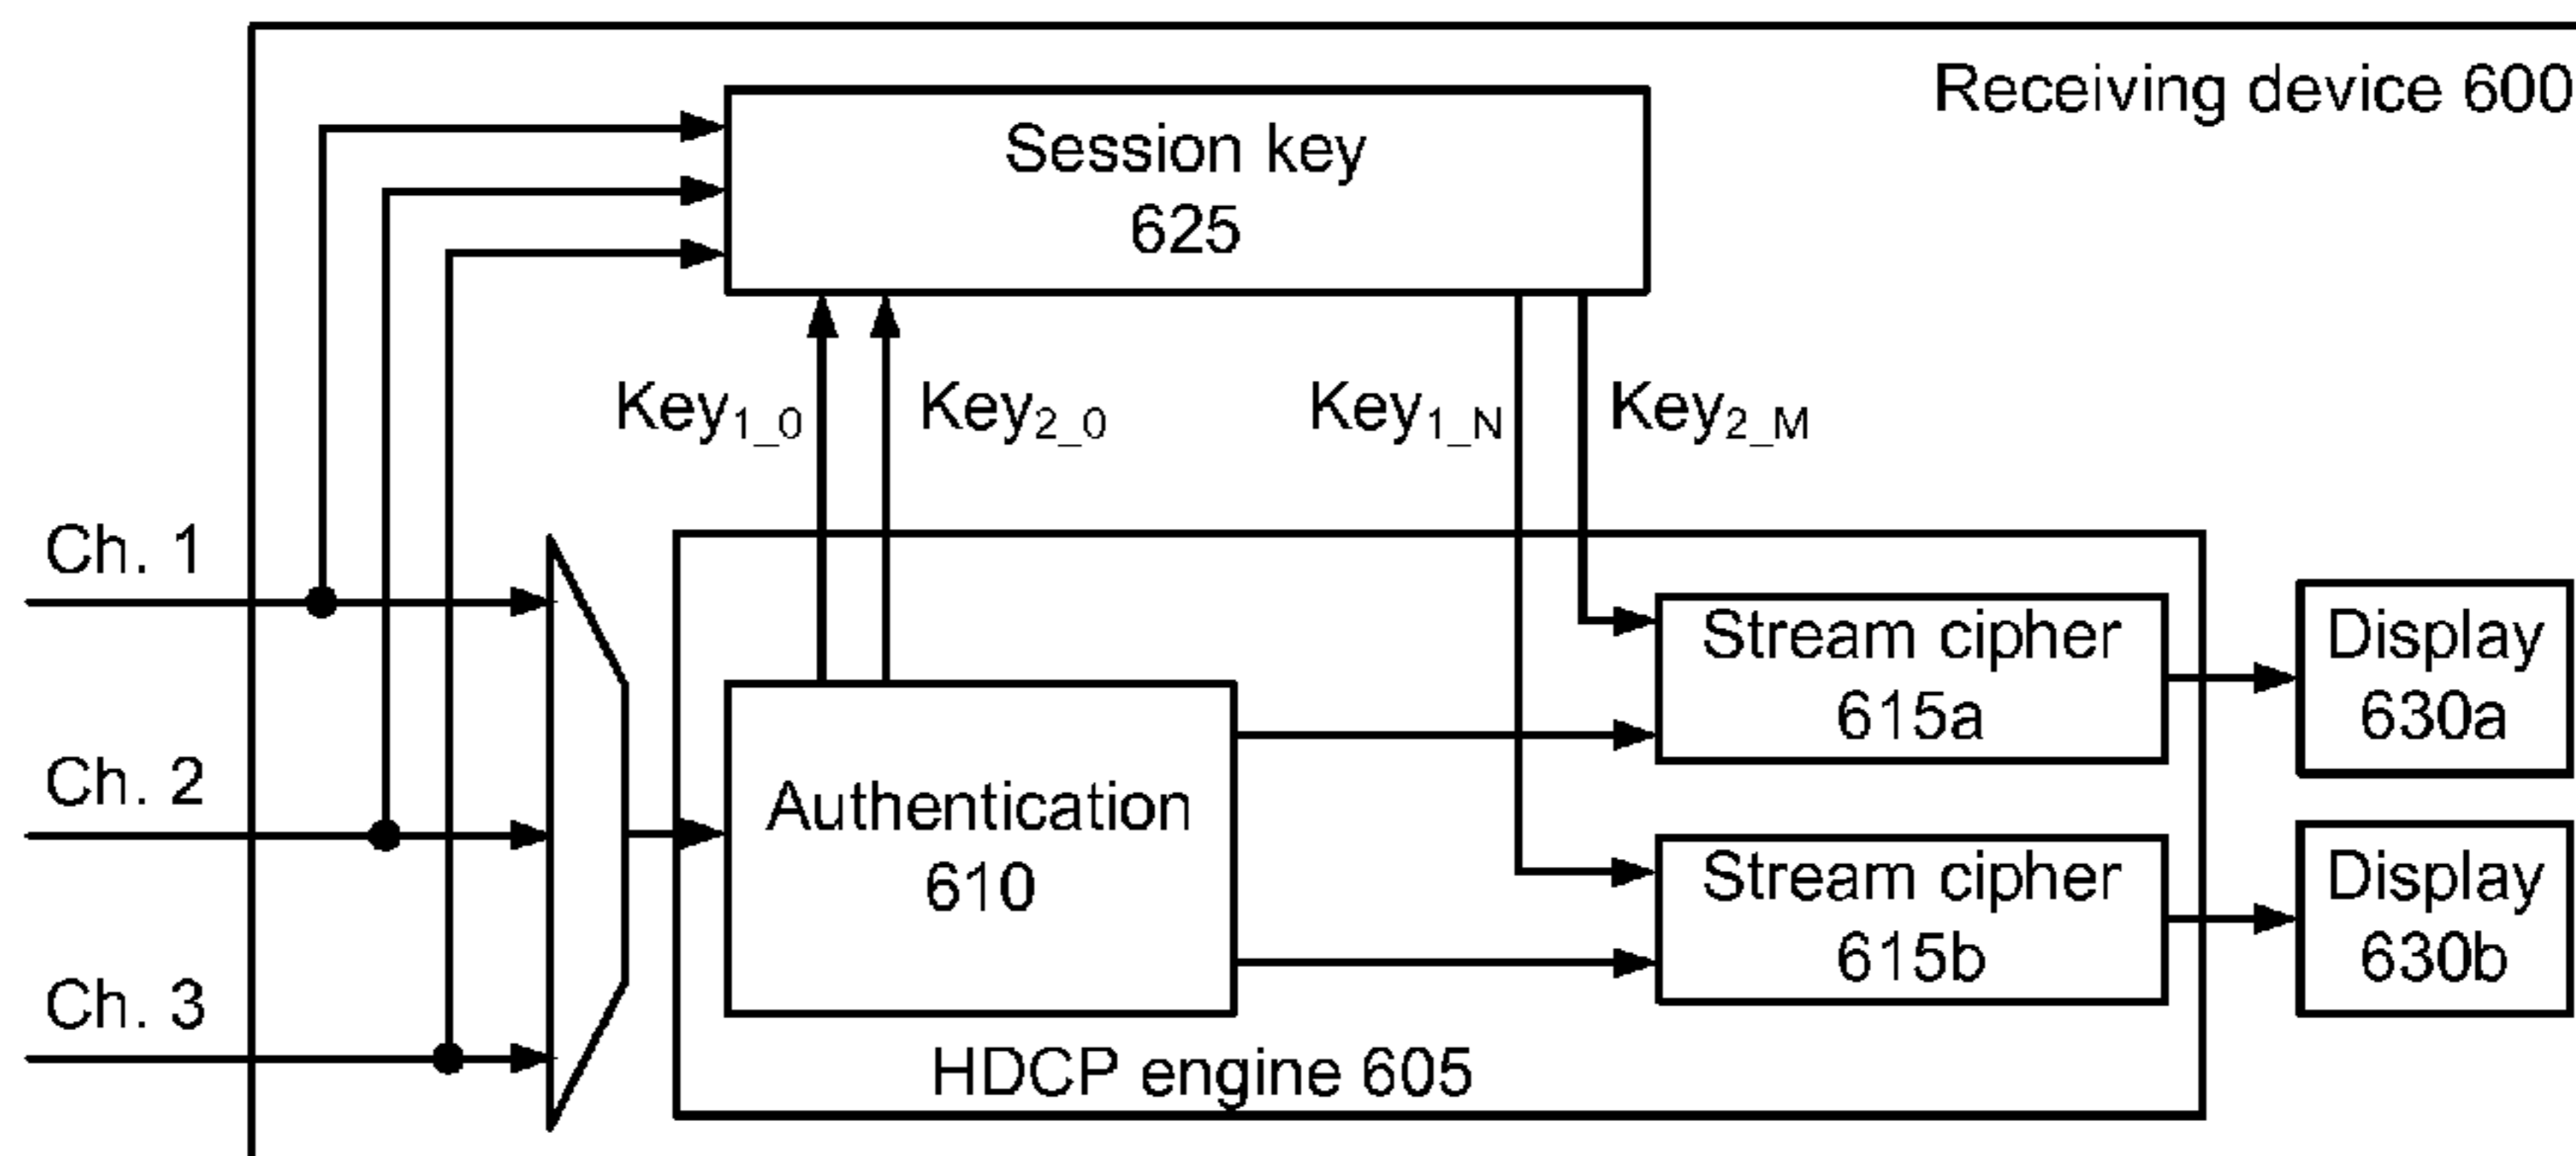 Receiving device 600
Session key
625
Key1_0
Key2_0
Key1_N
Key2_M
Ch. 1
Ch. 2
Ch. 3
Authentication
610
Stream cipher
615a
Display
630a
Stream cipher
615b
Display
630b
HDCP engine 605